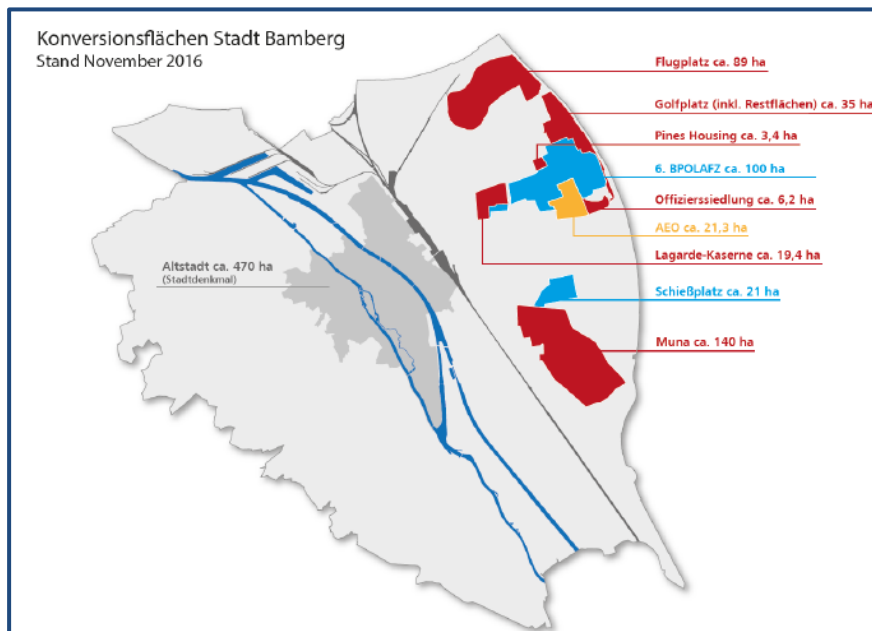 Konversionsflächen Stadt Bamberg
Stand November 2016
Flugplatz ca. 89 ha
Golfplatz (inkl. Restflächen) ca. 35 ha
Pines Housing ca. 3,4 ha
6. BPOLAFZ ca. 100 ha
Offizierssiedlung ca. 6,2 ha
AEO ca. 21,3 ha
Lagarde-Kaserne ca. 19,4 ha
Schießplatz ca. 21 ha
Muna ca. 140 ha
Altstadt ca. 470 ha
(Stadtdenkmal)